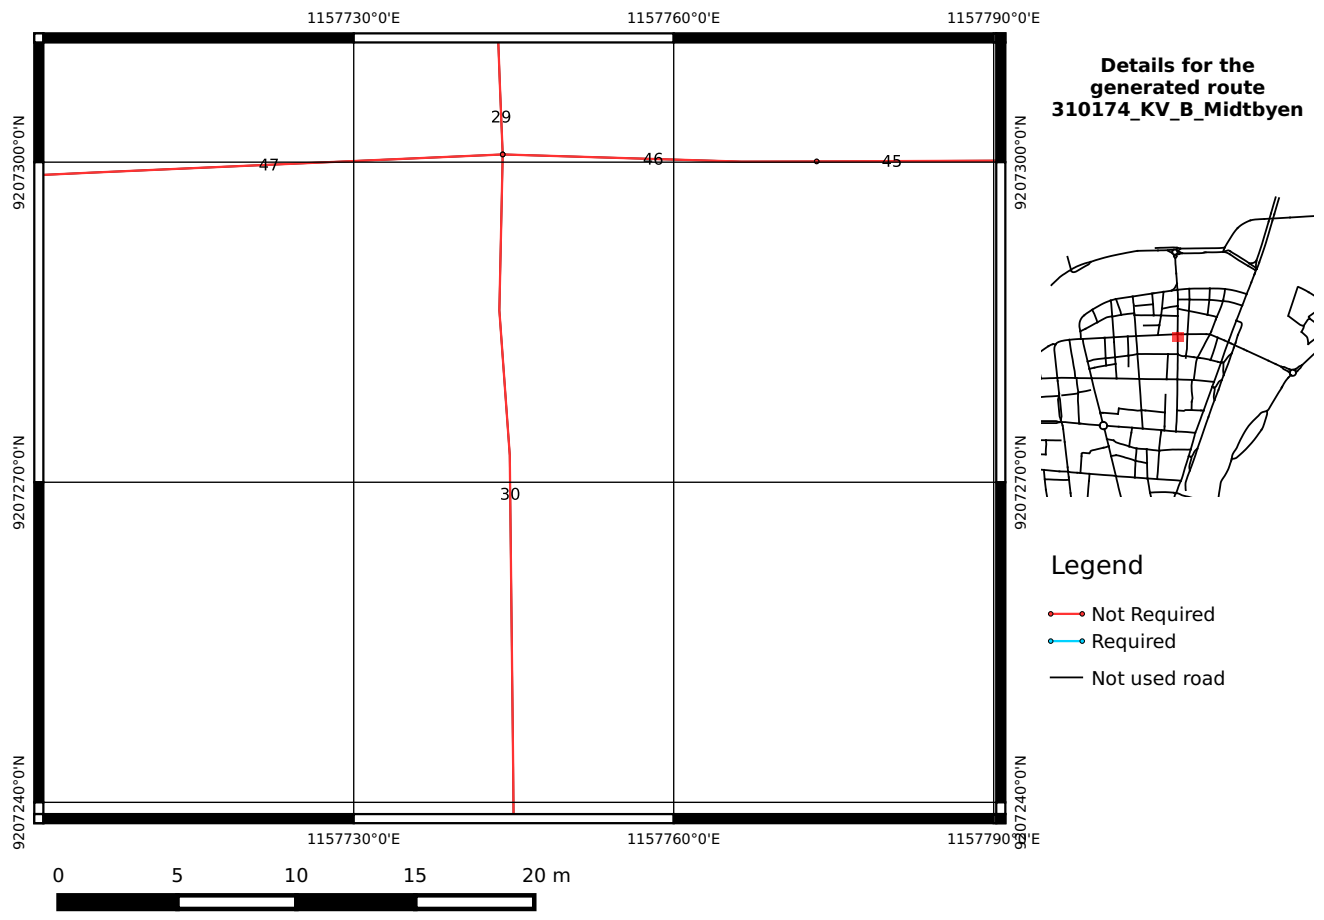 1157730°0'E 1157760°0'E 1157790°0'E
Details for the
generated route
310174_KV_B_Midtbyen
9207300°0'N
9207300°0'N
29
47
46
45
9207270°0'N
9207270°0'N
30
9207240°0'N
9207240°0'N
1157730°0'E 1157760°0'E 1157790°0'E
Legend
Not Required
Required
Not used road
0 5 10 15 20 m